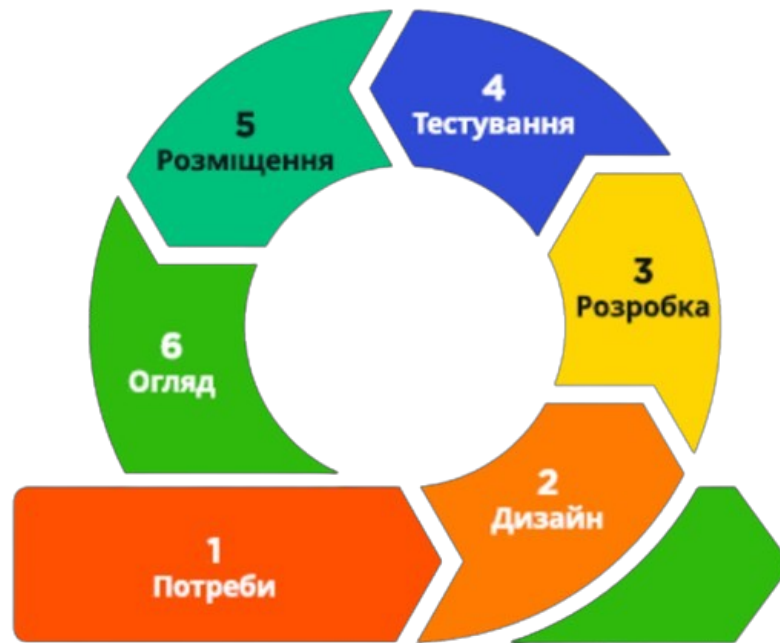 1
Потреби
2
Дизайн
3
Розробка
4
Тестування
5
Розміщення
6
Огляд